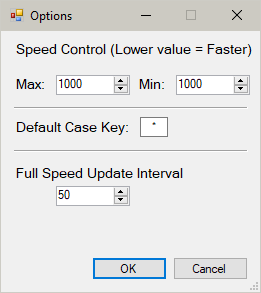 Options
Speed Control (Lower value = Faster)
Max: 1000 Min: 1000
Default Case Key: *
Full Speed Update Interval
50
OK Cancel